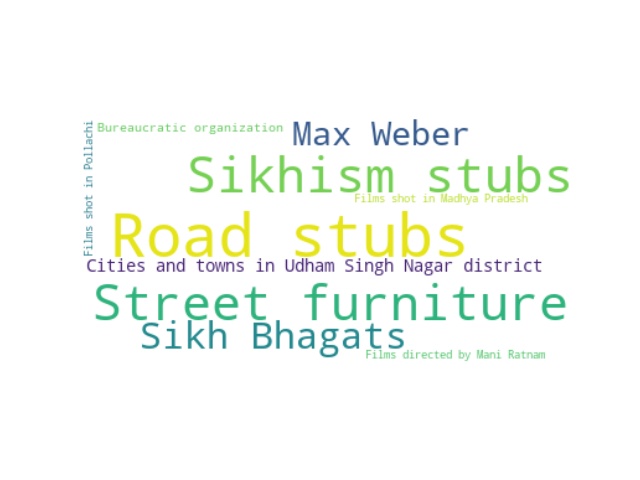 Films shot in Pollachi
Bureaucratic organization
Max Weber
Sikhism stubs
Films shot in Madhya Pradesh
Road stubs
Cities and towns in Udham Singh Nagar district
Street furniture
Sikh Bhagats
Films directed by Mani Ratnam